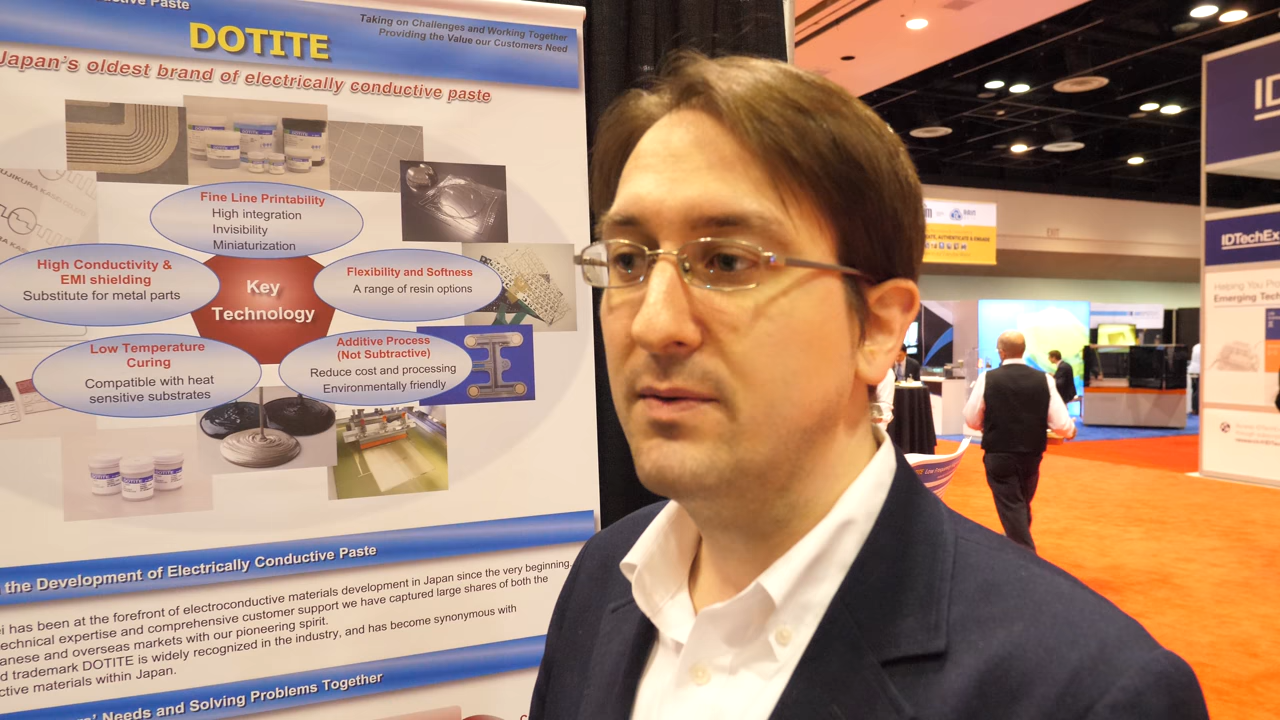 Paste
Taking on Challenges and Working Together
Providing the Value our Customers Need
DOTITE
Japan's oldest brand of electrically conductive paste
Fine Line Printability
High integration
Invisibility
Miniaturization
High Conductivity &
EMI shielding
Substitute for metal parts
Key
Technology
Flexibility and Softness
A range of resin options
Low Temperature
Curing
Compatible with heat
sensitive substrates
Additive Process
(Not Subtractive)
Reduce cost and processing
Environmentally friendly
the Development of Electrically Conductive Paste
has been at the forefront of electroconductive materials development in Japan since the very beginning.
technical expertise and comprehensive customer support we have captured large shares of both the
and overseas markets with our pioneering spirit.
trademark DOTITE is widely recognized in the industry, and has become synonymous with
materials within Japan.
Needs and Solving Problems Together
EXIT
IDTechEx
Helping You
Emerging